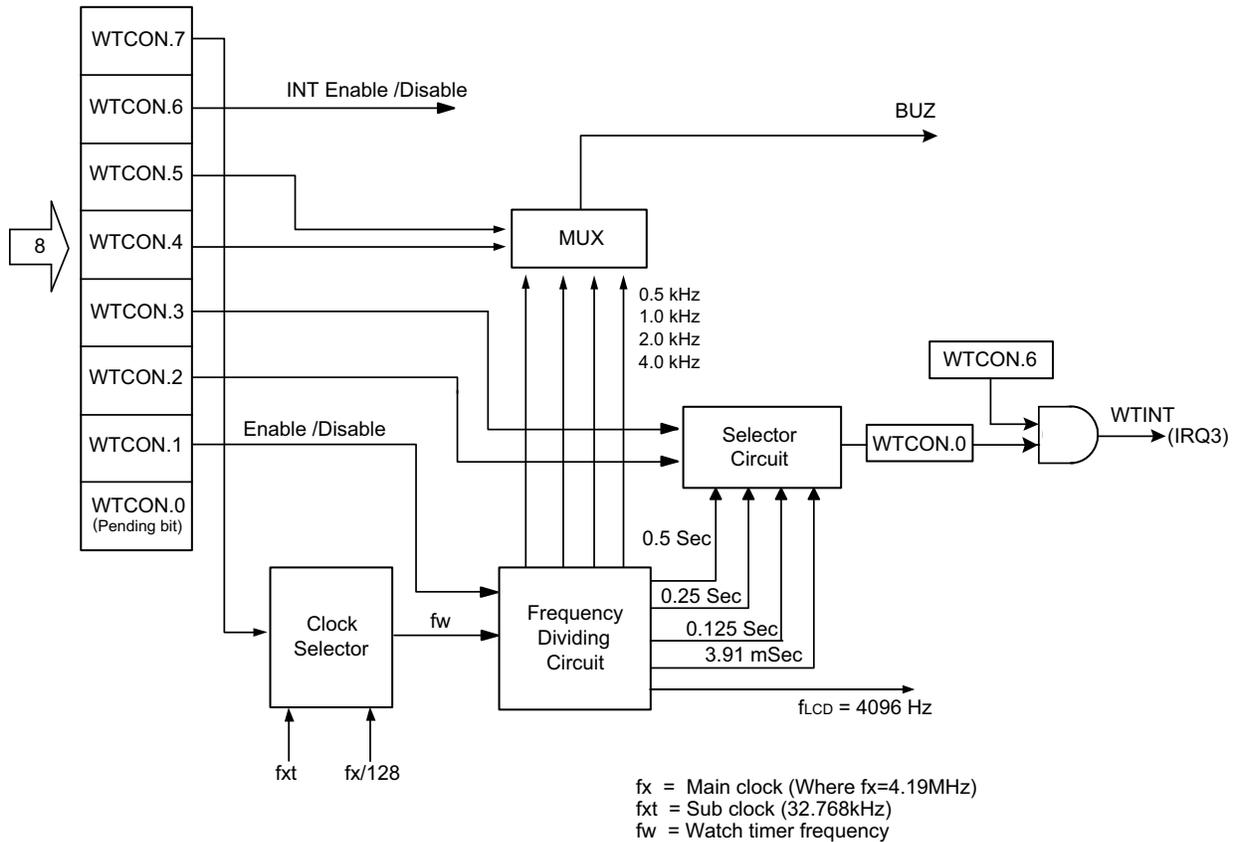 WTCON.7
WTCON.6
INT Enable /Disable
BUZ
WTCON.5
8
WTCON.4
MUX
WTCON.3
0.5 kHz
1.0 kHz
2.0 kHz
4.0 kHz
WTCON.2
WTCON.6
WTCON.1
Enable /Disable
Selector
Circuit
WTCON.0
WTINT
(IRQ3)
WTCON.0
(Pending bit)
0.5 Sec
0.25 Sec
0.125 Sec
3.91 mSec
Clock
Selector
fw
Frequency
Dividing
Circuit
fLCD = 4096 Hz
fxt
fx/128
fx = Main clock (Where fx=4.19MHz)
fxt = Sub clock (32.768kHz)
fw = Watch timer frequency